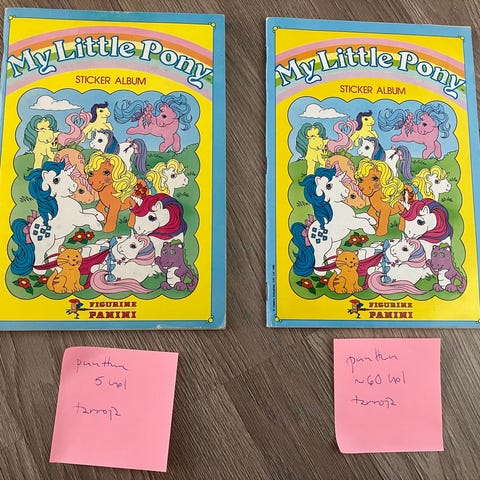 My Little Pony
STICKER ALBUM
FIGURINE
PANINI
puuttuu
5 kpl
tarroja
My Little Pony
STICKER ALBUM
FIGURINE
PANINI
puuttuu
~60 kpl
tarroja